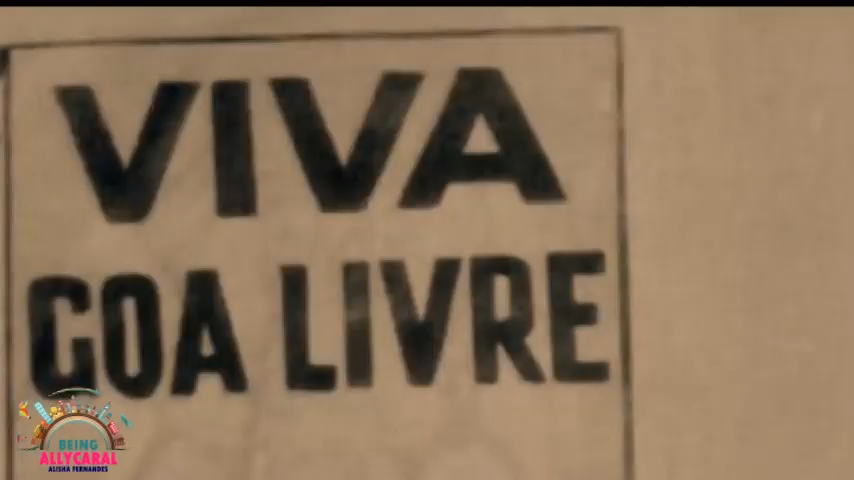 VIVA
GOA LIVRE
BEING
ALLYCARAL
ALISHA FERNANDES